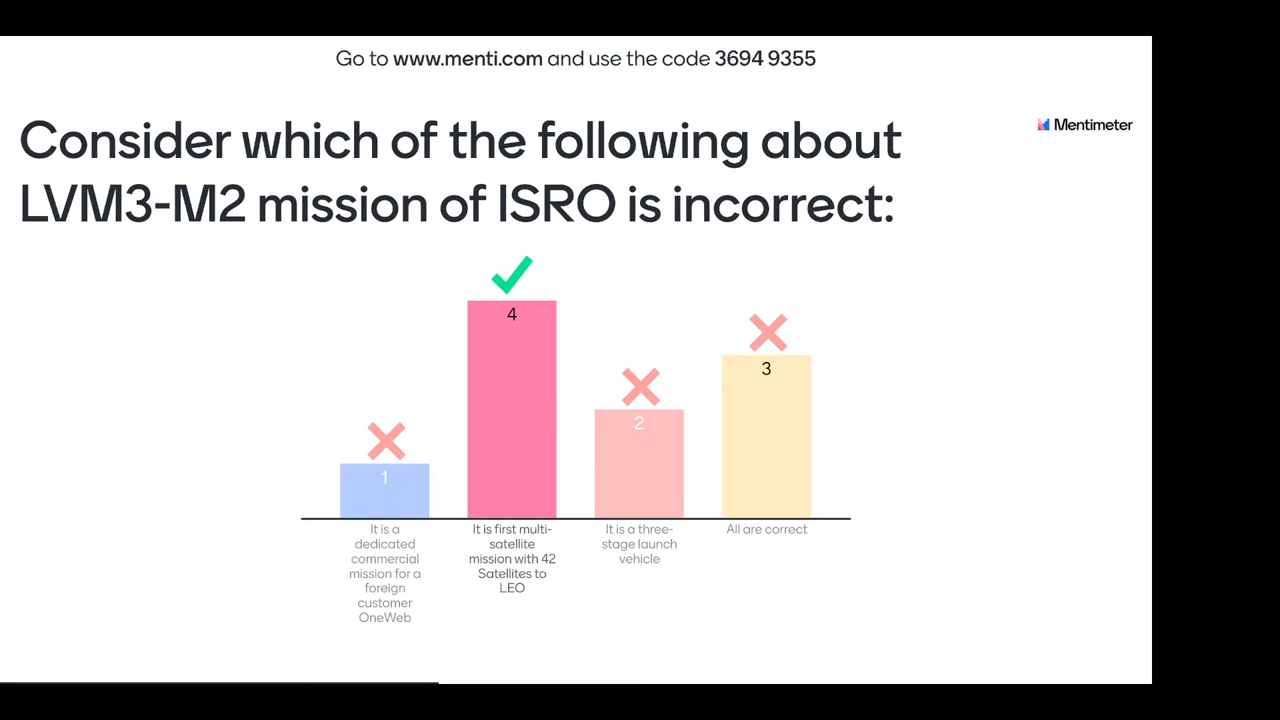 Go to www.menti.com and use the code 3694 9355
Mentimeter
Consider which of the following about
LVM3-M2 mission of ISRO is incorrect:
1
4
2
3
It is a
dedicated
commercial
mission for a
foreign
customer
OneWeb
It is first multi-
satellite
mission with 42
Satellites to
LEO
It is a three-
stage launch
vehicle
All are correct